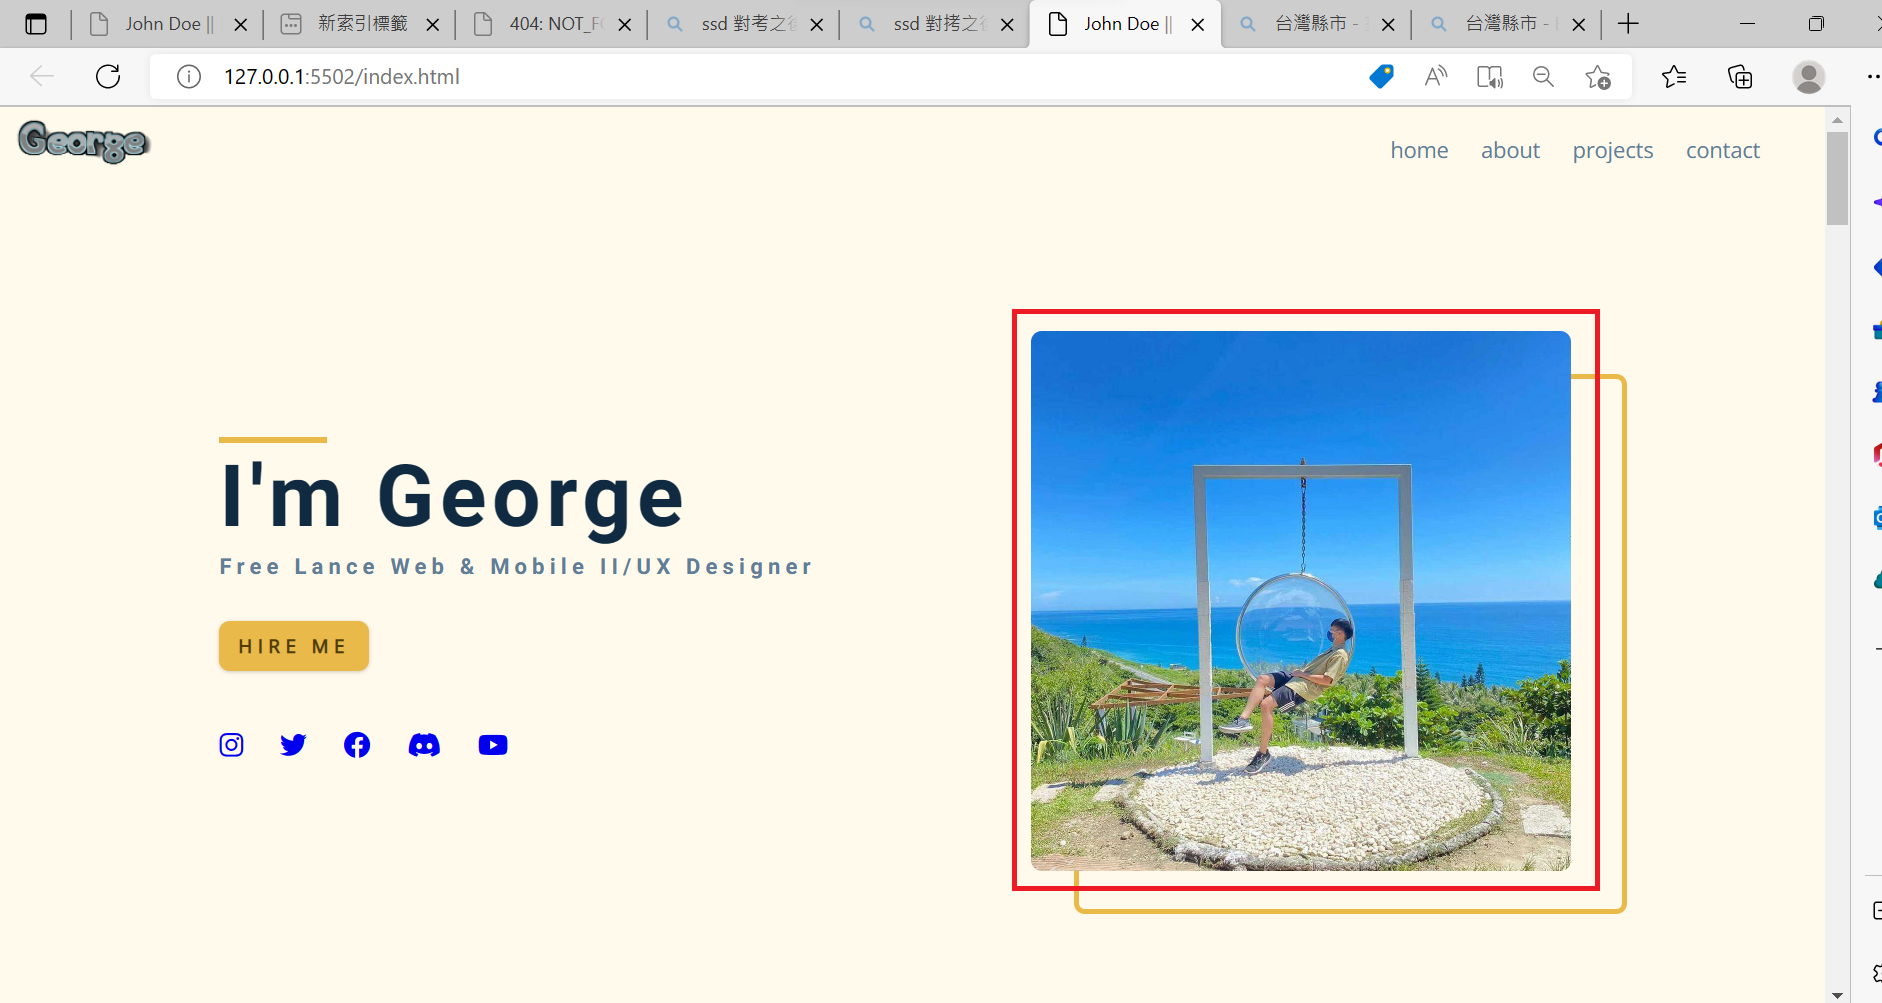 John Doe ||
新索引標籤
404: NOT_F
ssd 對考之
ssd 對拷之
John Doe ||
台灣縣市 -
台灣縣市 -
127.0.0.1:5502/index.html
George
home about projects contact
I'm George
Free Lance Web & Mobile II/UX Designer
HIRE ME